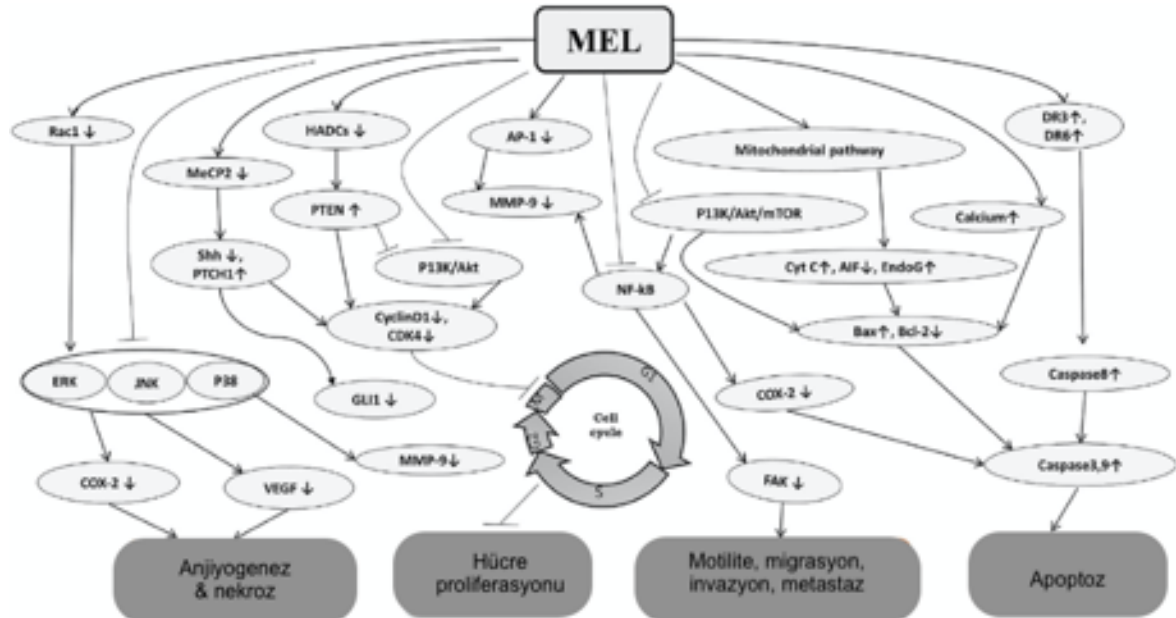 MEL
Rac1 ↓
HADCs ↓
AP-1 ↓
DR3↑,
DR6↑
Mitochondrial pathway
MeCP2 ↓
PTEN ↑
MMP-9 ↓
P13K/Akt/mTOR
Calcium↑
Shh ↓,
PTCH1↑
P13K/Akt
NF-kB
Cyt C↑, AIF↓, EndoG↑
CyclinD1↓,
CDK4↓
Bax↑, Bcl-2↓
ERK
JNK
P38
GLI1 ↓
M
G1
Cell
cycle
G2
S
COX-2 ↓
Caspase8↑
COX-2 ↓
VEGF ↓
MMP-9↓
FAK ↓
Caspase3,9↑
Anjiyogenez
& nekroz
Hücre
proliferasyonu
Motilite, migrasyon,
invazyon, metastaz
Apoptoz